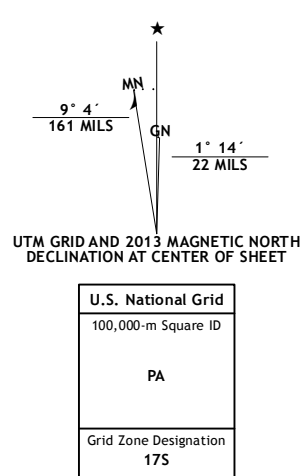 MN
GN
9° 4´
161 MILS
1° 14´
22 MILS
UTM GRID AND 2013 MAGNETIC NORTH
DECLINATION AT CENTER OF SHEET
U.S. National Grid
100,000-m Square ID
PA
Grid Zone Designation
17S